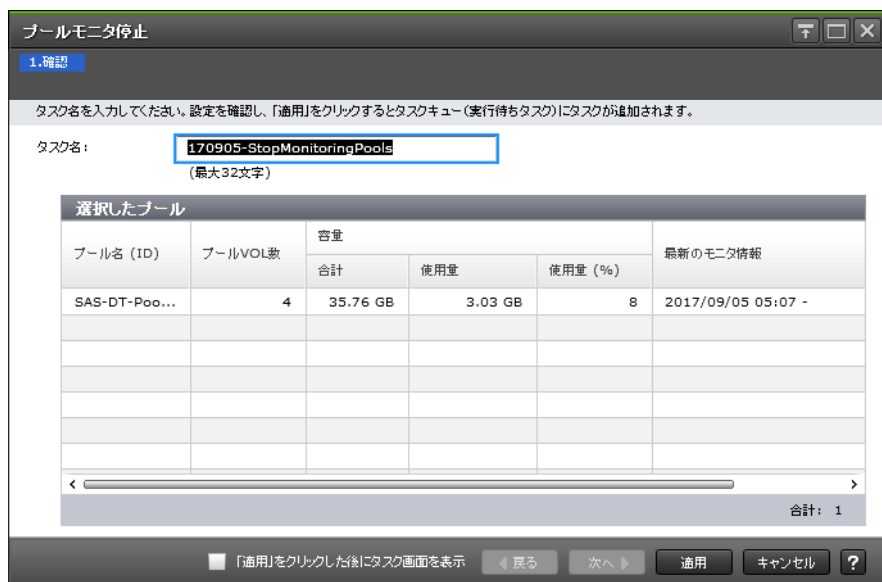 プールモニタ停止
1.確認
タスク名を入力してください。設定を確認し、「適用」をクリックするとタスクキュー(実行待ちタスク)にタスクが追加されます。
タスク名: 170905-StopMonitoringPools
(最大32文字)
選択したプール
プール名 (ID) プールVOL数 容量 最新のモニタ情報
合計 使用量 使用量 (%)
SAS-DT-Poo... 4 35.76 GB 3.03 GB 8 2017/09/05 05:07 -
合計: 1
「適用」をクリックした後にタスク画面を表示 戻る 次へ 適用 キャンセル ?